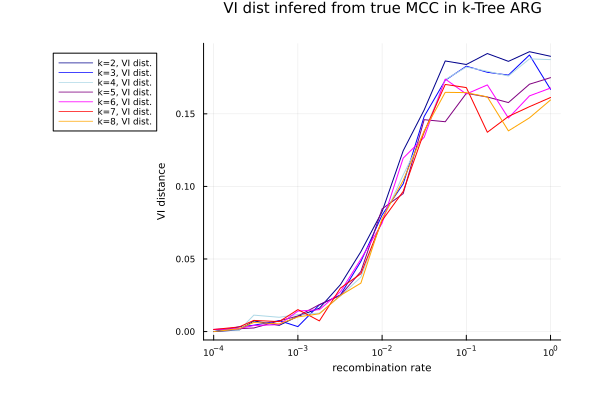 VI dist infered from true MCC in k-Tree ARG
k=2, VI dist.
k=3, VI dist.
k=4, VI dist.
k=5, VI dist.
k=6, VI dist.
k=7, VI dist.
k=8, VI dist.
VI distance
0.15
0.10
0.05
0.00
10⁻⁴ 10⁻³ 10⁻² 10⁻¹ 10⁰
recombination rate